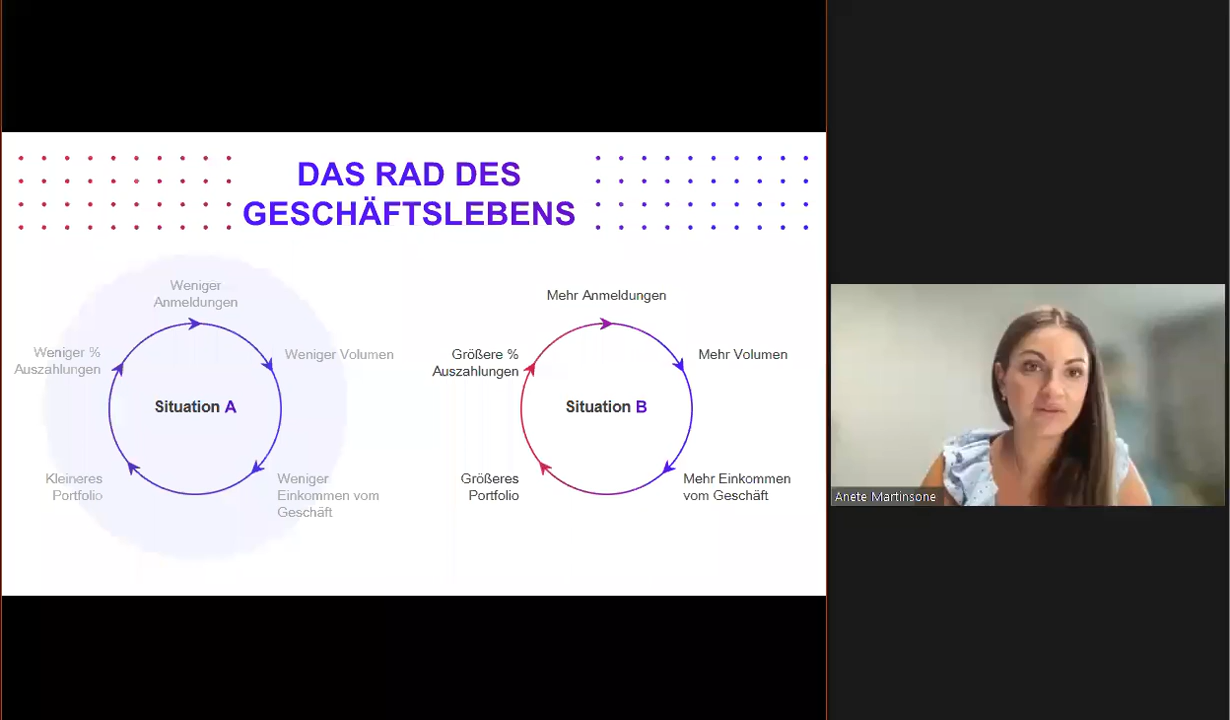 DAS RAD DES
GESCHÄFTSLEBENS
Weniger
Anmeldungen
Weniger Volumen
Weniger
Einkommen vom
Geschäft
Kleineres
Portfolio
Weniger %
Auszahlungen
Situation A
Mehr Anmeldungen
Mehr Volumen
Mehr Einkommen
vom Geschäft
Größeres
Portfolio
Größere %
Auszahlungen
Situation B
Anete Martinsone